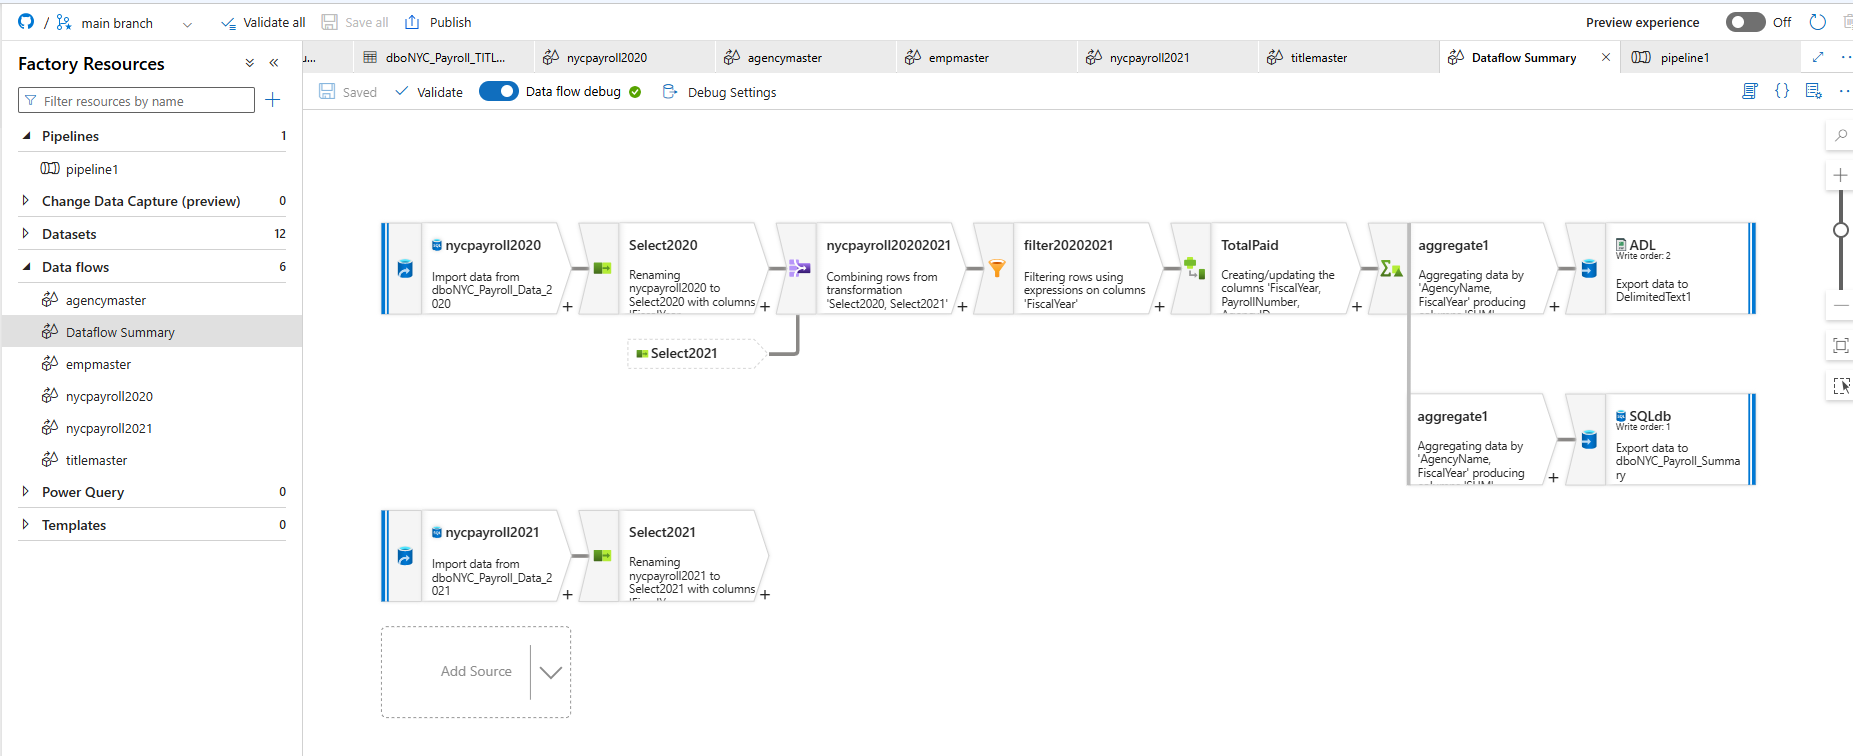 / main branch Validate all Save all Publish Preview experience Off
Factory Resources
Filter resources by name
Pipelines 1
pipeline1
Change Data Capture (preview) 0
Datasets 12
Data flows 6
agencymaster
Dataflow Summary
empmaster
nycpayroll2020
nycpayroll2021
titlemaster
Power Query 0
Templates 0
u... dboNYC_Payroll_TITL... nycpayroll2020 agencymaster empmaster nycpayroll2021 titlemaster Dataflow Summary pipeline1
Saved Validate Data flow debug Debug Settings
nycpayroll2020
Import data from
dboNYC_Payroll_Data_2
020
Select2020
Renaming
nycpayroll2020 to
Select2020 with columns
'FiscalYear,
nycpayroll20202021
Combining rows from
transformation
'Select2020, Select2021'
filter20202021
Filtering rows using
expressions on columns
'FiscalYear'
TotalPaid
Creating/updating the
columns 'FiscalYear,
PayrollNumber,
aggregate1
Aggregating data by
'AgencyName,
FiscalYear' producing
ADL
Write order: 2
Export data to
DelimitedText1
Select2021
aggregate1
Aggregating data by
'AgencyName,
FiscalYear' producing
SQLdb
Write order: 1
Export data to
dboNYC_Payroll_Summa
ry
nycpayroll2021
Import data from
dboNYC_Payroll_Data_2
021
Select2021
Renaming
nycpayroll2021 to
Select2021 with columns
Add Source